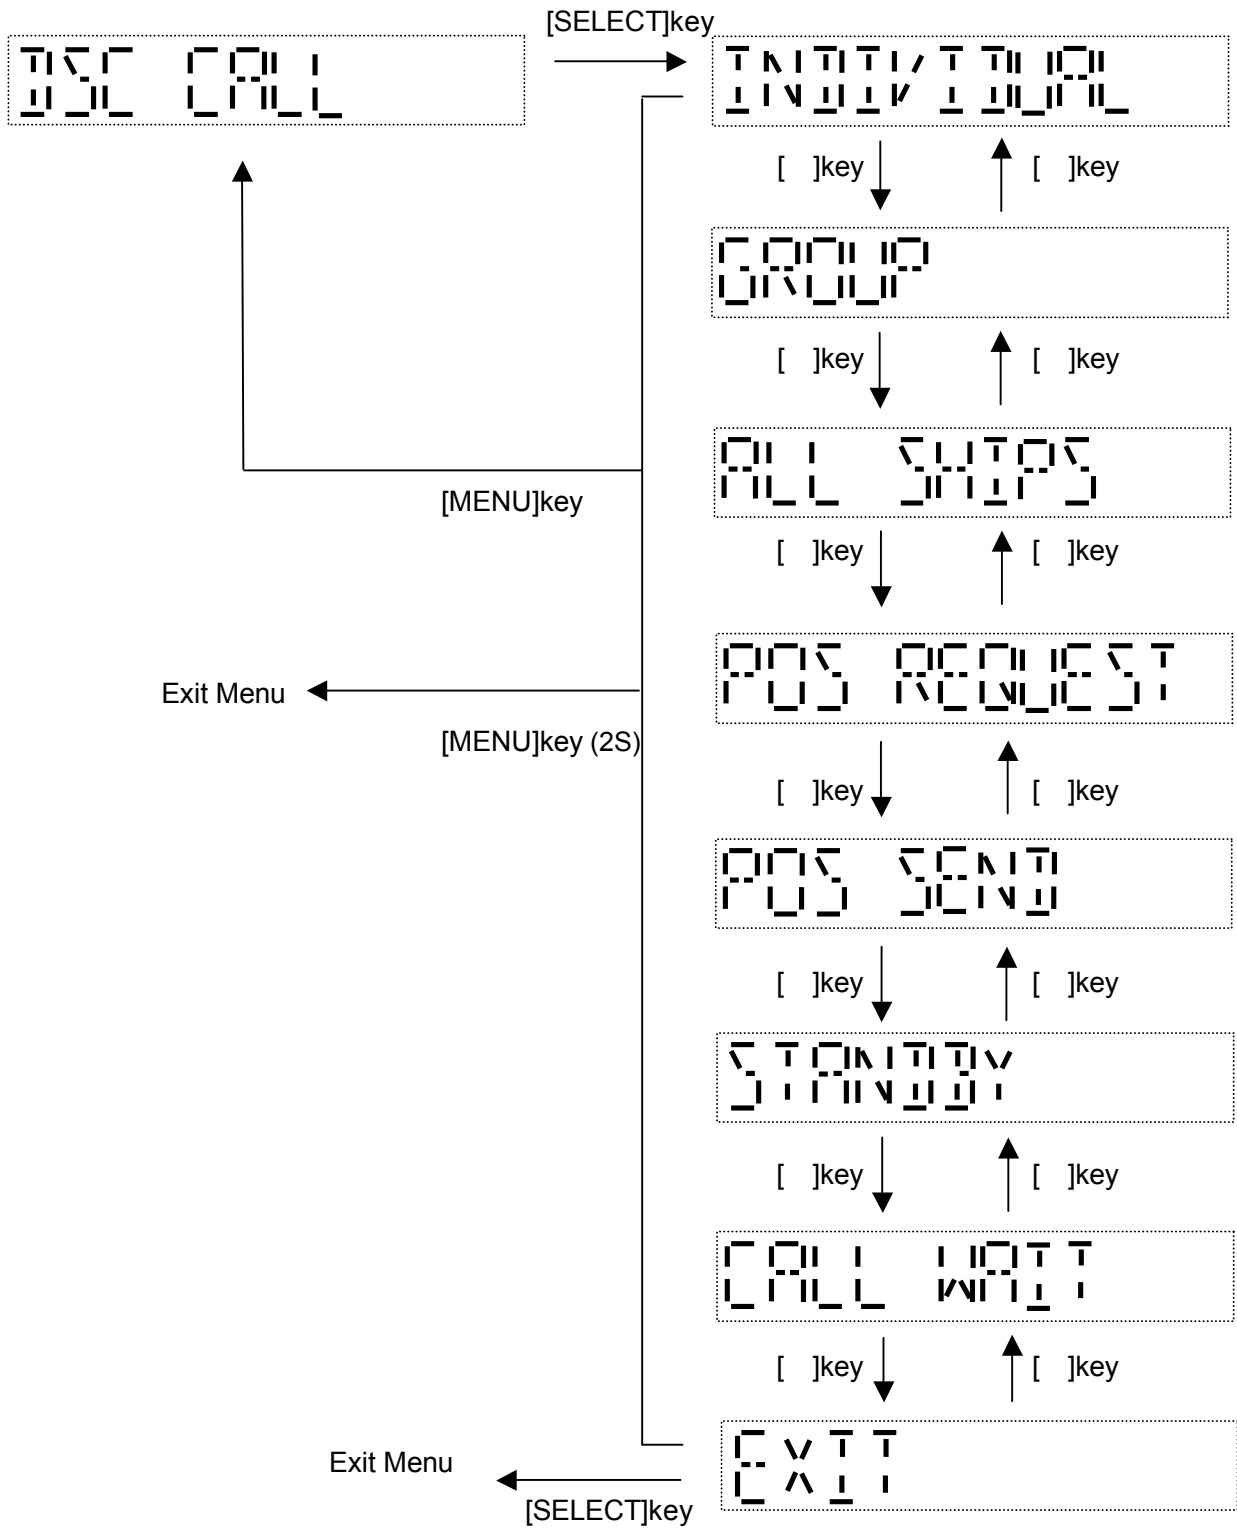 [SELECT]key
DSC CALL
INDIVIDUAL
[ ]key [ ]key
GROUP
[ ]key [ ]key
ALL SHIPS
[MENU]key
[ ]key [ ]key
POS REQUEST
Exit Menu
[MENU]key (2S)
[ ]key [ ]key
POS SEND
[ ]key [ ]key
STANDBY
[ ]key [ ]key
CALL WAIT
[ ]key [ ]key
EXIT
Exit Menu
[SELECT]key